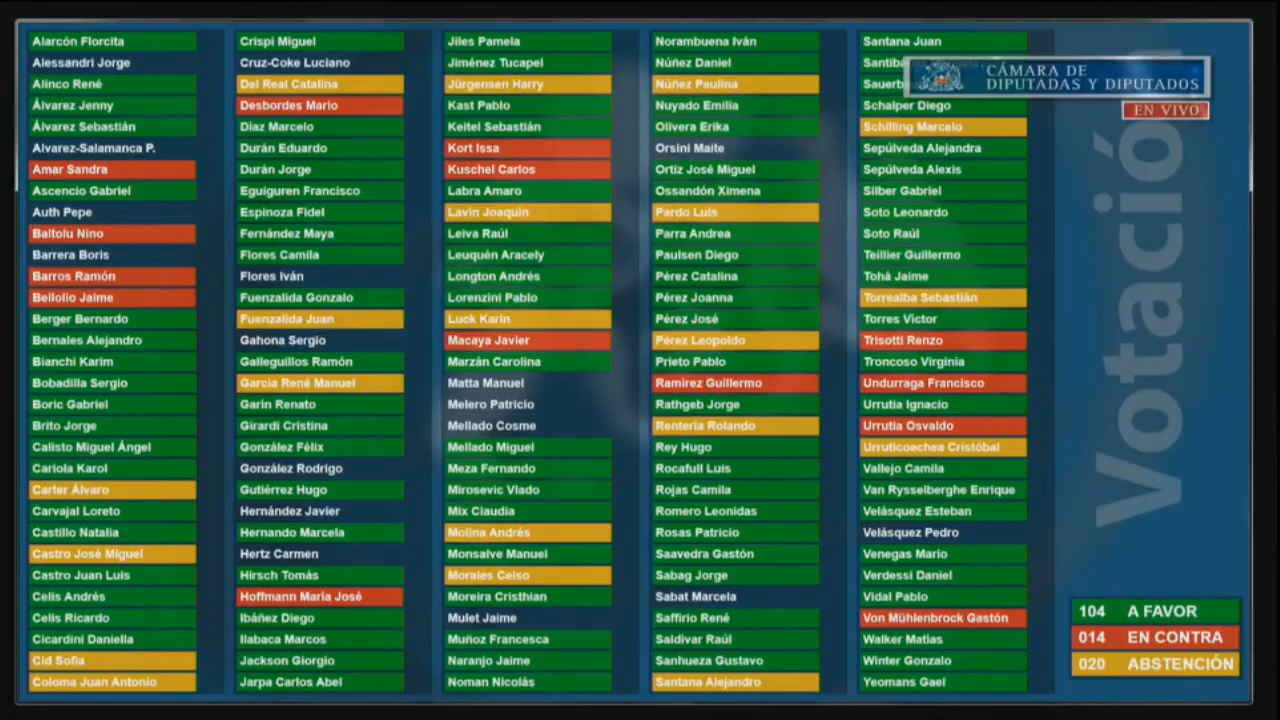 Alarcón Florcita
Alessandri Jorge
Alinco René
Álvarez Jenny
Álvarez Sebastián
Alvarez-Salamanca P.
Amar Sandra
Ascencio Gabriel
Auth Pepe
Baltolu Nino
Barrera Boris
Barros Ramón
Bellolio Jaime
Berger Bernardo
Bernales Alejandro
Bianchi Karim
Bobadilla Sergio
Boric Gabriel
Brito Jorge
Calisto Miguel Ángel
Cariola Karol
Carter Álvaro
Carvajal Loreto
Castillo Natalia
Castro José Miguel
Castro Juan Luis
Celis Andrés
Celis Ricardo
Cicardini Daniella
Cid Sofia
Coloma Juan Antonio
Crispi Miguel
Cruz-Coke Luciano
Del Real Catalina
Desbordes Mario
Diaz Marcelo
Durán Eduardo
Durán Jorge
Eguiguren Francisco
Espinoza Fidel
Fernández Maya
Flores Camila
Flores Iván
Fuenzalida Gonzalo
Fuenzalida Juan
Gahona Sergio
Galleguillos Ramón
Garcia René Manuel
Garín Renato
Girardi Cristina
González Félix
González Rodrigo
Gutiérrez Hugo
Hernández Javier
Hernando Marcela
Hertz Carmen
Hirsch Tomás
Hoffmann María José
Ibáñez Diego
Ilabaca Marcos
Jackson Giorgio
Jarpa Carlos Abel
Jiles Pamela
Jiménez Tucapel
Jürgensen Harry
Kast Pablo
Keitel Sebastián
Kort Issa
Kuschel Carlos
Labra Amaro
Lavín Joaquín
Leiva Raúl
Leuquén Aracely
Longton Andrés
Lorenzini Pablo
Luck Karin
Macaya Javier
Marzán Carolina
Matta Manuel
Melero Patricio
Mellado Cosme
Mellado Miguel
Meza Fernando
Mirosevic Vlado
Mix Claudia
Molina Andrés
Monsalve Manuel
Morales Celso
Moreira Cristhian
Mulet Jaime
Muñoz Francesca
Naranjo Jaime
Noman Nicolás
Norambuena Iván
Núñez Daniel
Núñez Paulina
Nuyado Emilia
Olivera Erika
Orsini Maite
Ortiz José Miguel
Ossandón Ximena
Pardo Luis
Parra Andrea
Paulsen Diego
Pérez Catalina
Pérez Joanna
Pérez José
Pérez Leopoldo
Prieto Pablo
Ramírez Guillermo
Rathgeb Jorge
Rentería Rolando
Rey Hugo
Rocafull Luis
Rojas Camila
Romero Leonidas
Rosas Patricio
Saavedra Gastón
Sabag Jorge
Sabat Marcela
Saffirio René
Saldívar Raúl
Sanhueza Gustavo
Santana Alejandro
Santana Juan
Santib
Sauerb
Schalper Diego
Schilling Marcelo
Sepúlveda Alejandra
Sepúlveda Alexis
Silber Gabriel
Soto Leonardo
Soto Raúl
Teillier Guillermo
Tohá Jaime
Torrealba Sebastián
Torres Víctor
Trisotti Renzo
Troncoso Virginia
Undurraga Francisco
Urrutia Ignacio
Urrutia Osvaldo
Urruticoechea Cristóbal
Vallejo Camila
Van Rysselberghe Enrique
Velásquez Esteban
Velásquez Pedro
Venegas Mario
Verdessi Daniel
Vidal Pablo
Von Mühlenbrock Gastón
Walker Matías
Winter Gonzalo
Yeomans Gael
CÁMARA DE
DIPUTADAS Y DIPUTADOS
EN VIVO
Votació
104 A FAVOR
014 EN CONTRA
020 ABSTENCIÓN